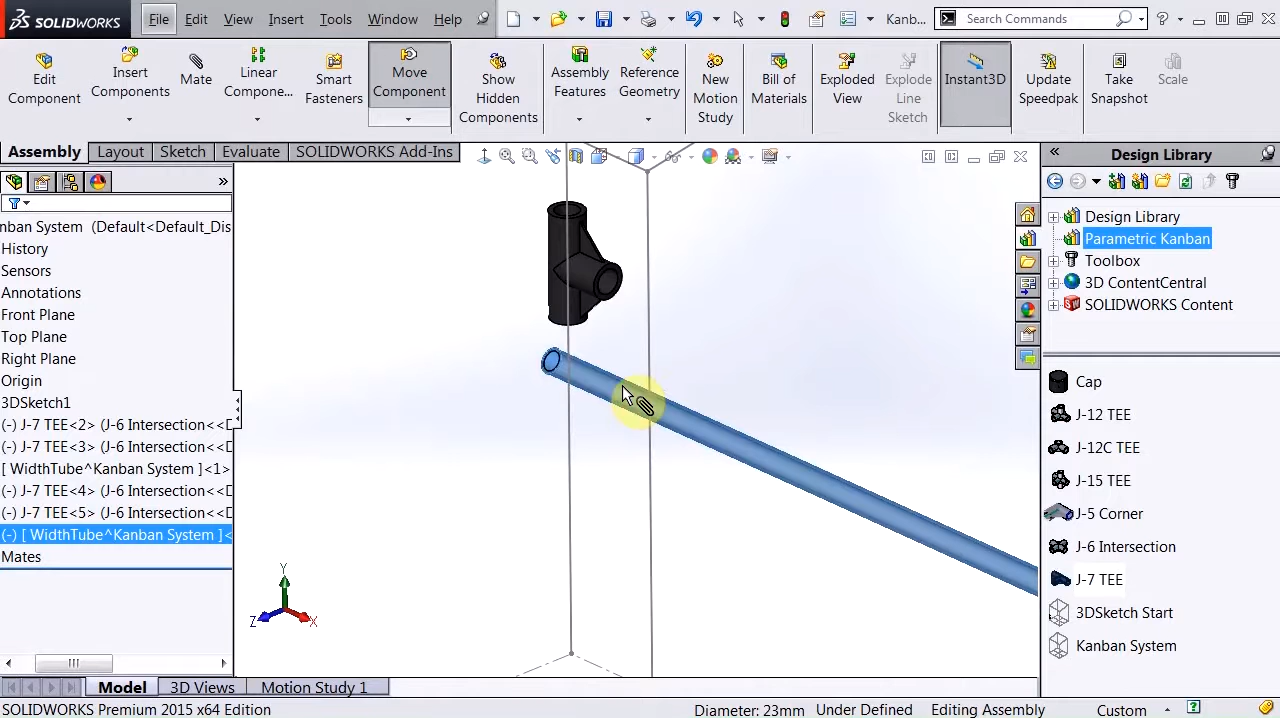 SOLIDWORKS File Edit View Insert Tools Window Help Kanb... Search Commands
Edit Component
Insert Components
Mate
Linear Compone...
Smart Fasteners
Move Component
Show Hidden Components
Assembly Features
Reference Geometry
New Motion Study
Bill of Materials
Exploded View
Explode Line Sketch
Instant3D
Update Speedpak
Take Snapshot
Scale
Assembly Layout Sketch Evaluate SOLIDWORKS Add-Ins
nban System (Default<Default_Dis
History
Sensors
Annotations
Front Plane
Top Plane
Right Plane
Origin
3DSketch1
(-) J-7 TEE<2> (J-6 Intersection<<D
(-) J-7 TEE<3> (J-6 Intersection<<D
[ WidthTube^Kanban System ]<1>
(-) J-7 TEE<4> (J-6 Intersection<<D
(-) J-7 TEE<5> (J-6 Intersection<<D
(-) [ WidthTube^Kanban System ]<
Mates
Y
Z
X
Design Library
Design Library
Parametric Kanban
Toolbox
3D ContentCentral
SOLIDWORKS Content
Cap
J-12 TEE
J-12C TEE
J-15 TEE
J-5 Corner
J-6 Intersection
J-7 TEE
3DSketch Start
Kanban System
Model 3D Views Motion Study 1
SOLIDWORKS Premium 2015 x64 Edition Diameter: 23mm Under Defined Editing Assembly Custom